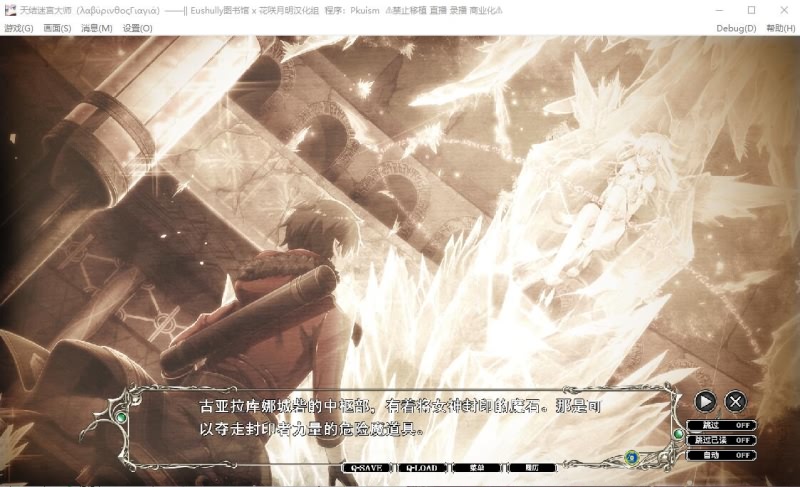 天结迷宫大师（λαβύρινθοςΓιαγιά）——‖ Eushully图书馆 x 花咲月明汉化组 程序：Pkuism ⚠禁止移植 直播 录播 商业化⚠
游戏(G) 画面(S) 消息(M) 设置(O) Debug(D) 帮助(H)
古亚拉库娜城砦的中枢部，有着将女神封印的魔石。那是可
以夺走封印者力量的危险魔道具。
跳过 OFF
跳过已读 OFF
自动 OFF
Q-SAVE Q-LOAD 菜单 履历